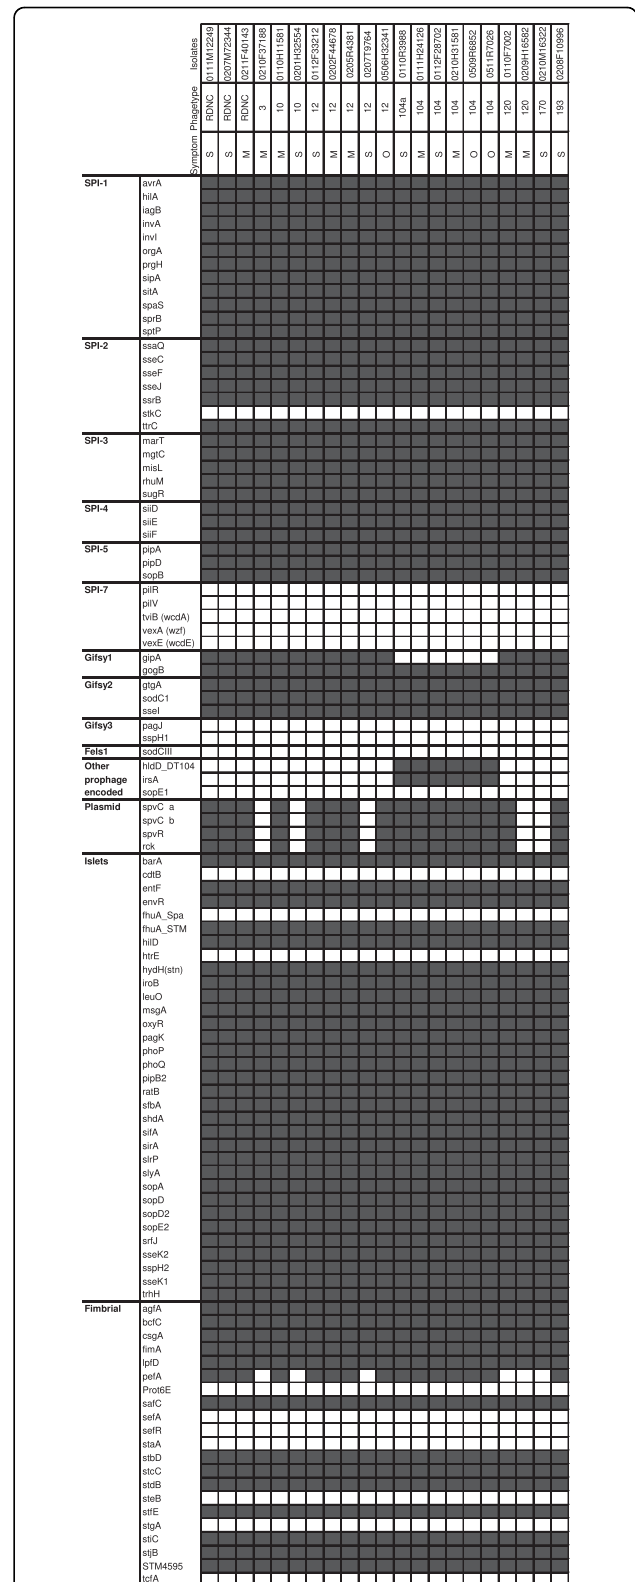 Isolates 0111M12249 0207M72344 0211F40143 0210F37188 0110H11581 0201H32554 0112F33212 0202F44678 0205R4381 0207T9764 0506H32341 0110R3988 0111H24126 0112F28702 0210H31581 0509R6852 0511R7026 0110F7002 0209H16582 0210M16322 0208F10996
Phagetype RDNC RDNC RDNC 3 10 10 12 12 12 12 12 104a 104 104 104 104 104 120 120 170 193
Symptom S S M M M S S M M S O S M S M O O M M S S
SPI-1 avrA
hilA
iagB
invA
invI
orgA
prgH
sipA
sitA
spaS
sprB
sptP
SPI-2 ssaQ
sseC
sseF
sseJ
ssrB
stkC
ttrC
SPI-3 marT
mgtC
misL
rhuM
sugR
SPI-4 siiD
siiE
siiF
SPI-5 pipA
pipD
sopB
SPI-7 pilR
pilV
tviB (wcdA)
vexA (wzf)
vexE (wcdE)
Gifsy1 gipA
gogB
Gifsy2 gtgA
sodC1
sseI
Gifsy3 pagJ
sspH1
Fels1 sodCIII
Other hldD_DT104
prophage irsA
encoded sopE1
Plasmid spvC a
spvC b
spvR
rck
Islets barA
cdtB
entF
envR
fhuA_Spa
fhuA_STM
hilD
htrE
hydH(stn)
iroB
leuO
msgA
oxyR
pagK
phoP
phoQ
pipB2
ratB
sfbA
shdA
sifA
sirA
slrP
slyA
sopA
sopD
sopD2
sopE2
srfJ
sseK2
sspH2
sseK1
trhH
Fimbrial agfA
bcfC
csgA
fimA
lpfD
pefA
Prot6E
safC
sefA
sefR
staA
stbD
stcC
stdB
steB
stfE
stgA
stiC
stjB
STM4595
tcfA